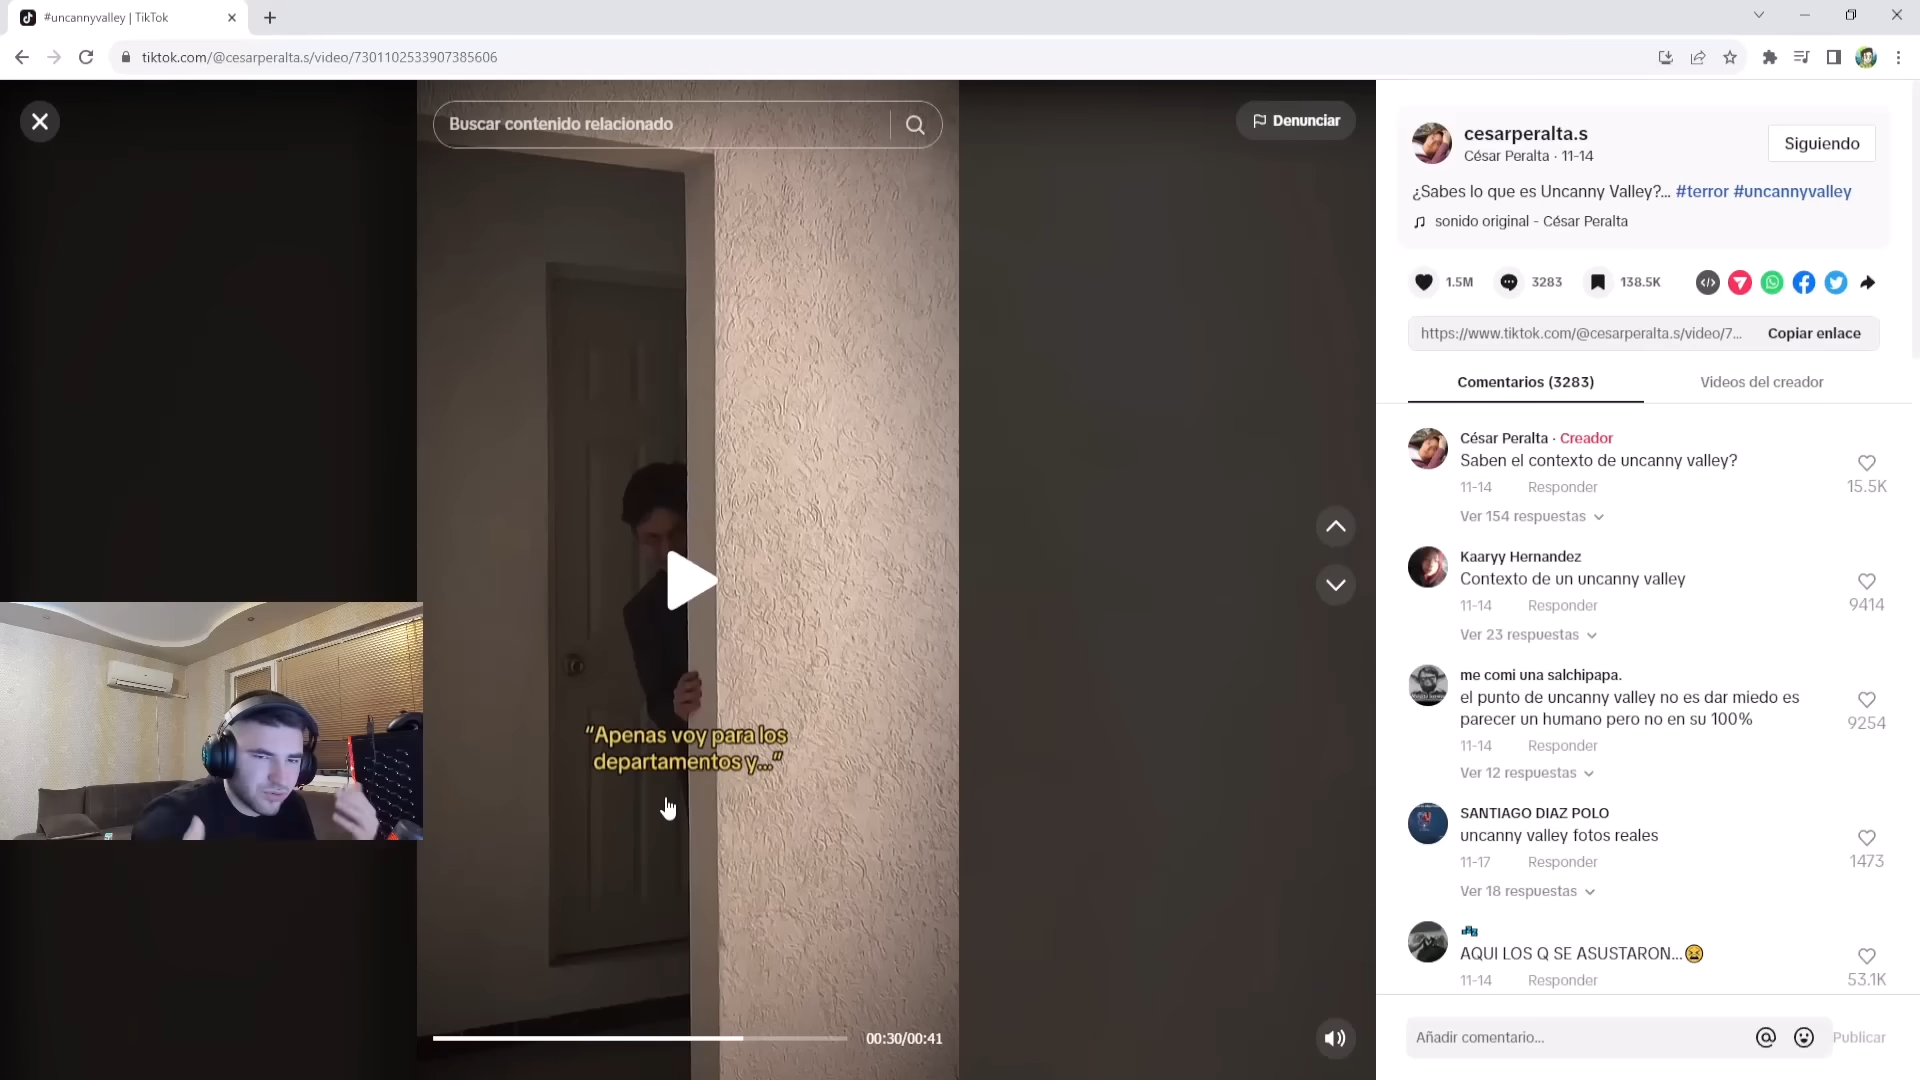 #uncannyvalley | TikTok
tiktok.com/@cesarperalta.s/video/7301102533907385606
Buscar contenido relacionado
Denunciar
"Apenas voy para los
departamentos y..."
00:30/00:41
cesarperalta.s
César Peralta · 11-14
Siguiendo
¿Sabes lo que es Uncanny Valley?... #terror #uncannyvalley
sonido original - César Peralta
1.5M
3283
138.5K
https://www.tiktok.com/@cesarperalta.s/video/7...
Copiar enlace
Comentarios (3283)
Videos del creador
César Peralta · Creador
Saben el contexto de uncanny valley?
11-14 Responder
15.5K
Ver 154 respuestas
Kaaryy Hernandez
Contexto de un uncanny valley
11-14 Responder
9414
Ver 23 respuestas
me comi una salchipapa.
el punto de uncanny valley no es dar miedo es
parecer un humano pero no en su 100%
9254
11-14 Responder
Ver 12 respuestas
SANTIAGO DIAZ POLO
uncanny valley fotos reales
11-17 Responder
1473
Ver 18 respuestas
💤
AQUI LOS Q SE ASUSTARON...😫
11-14 Responder
53.1K
Añadir comentario...
Publicar